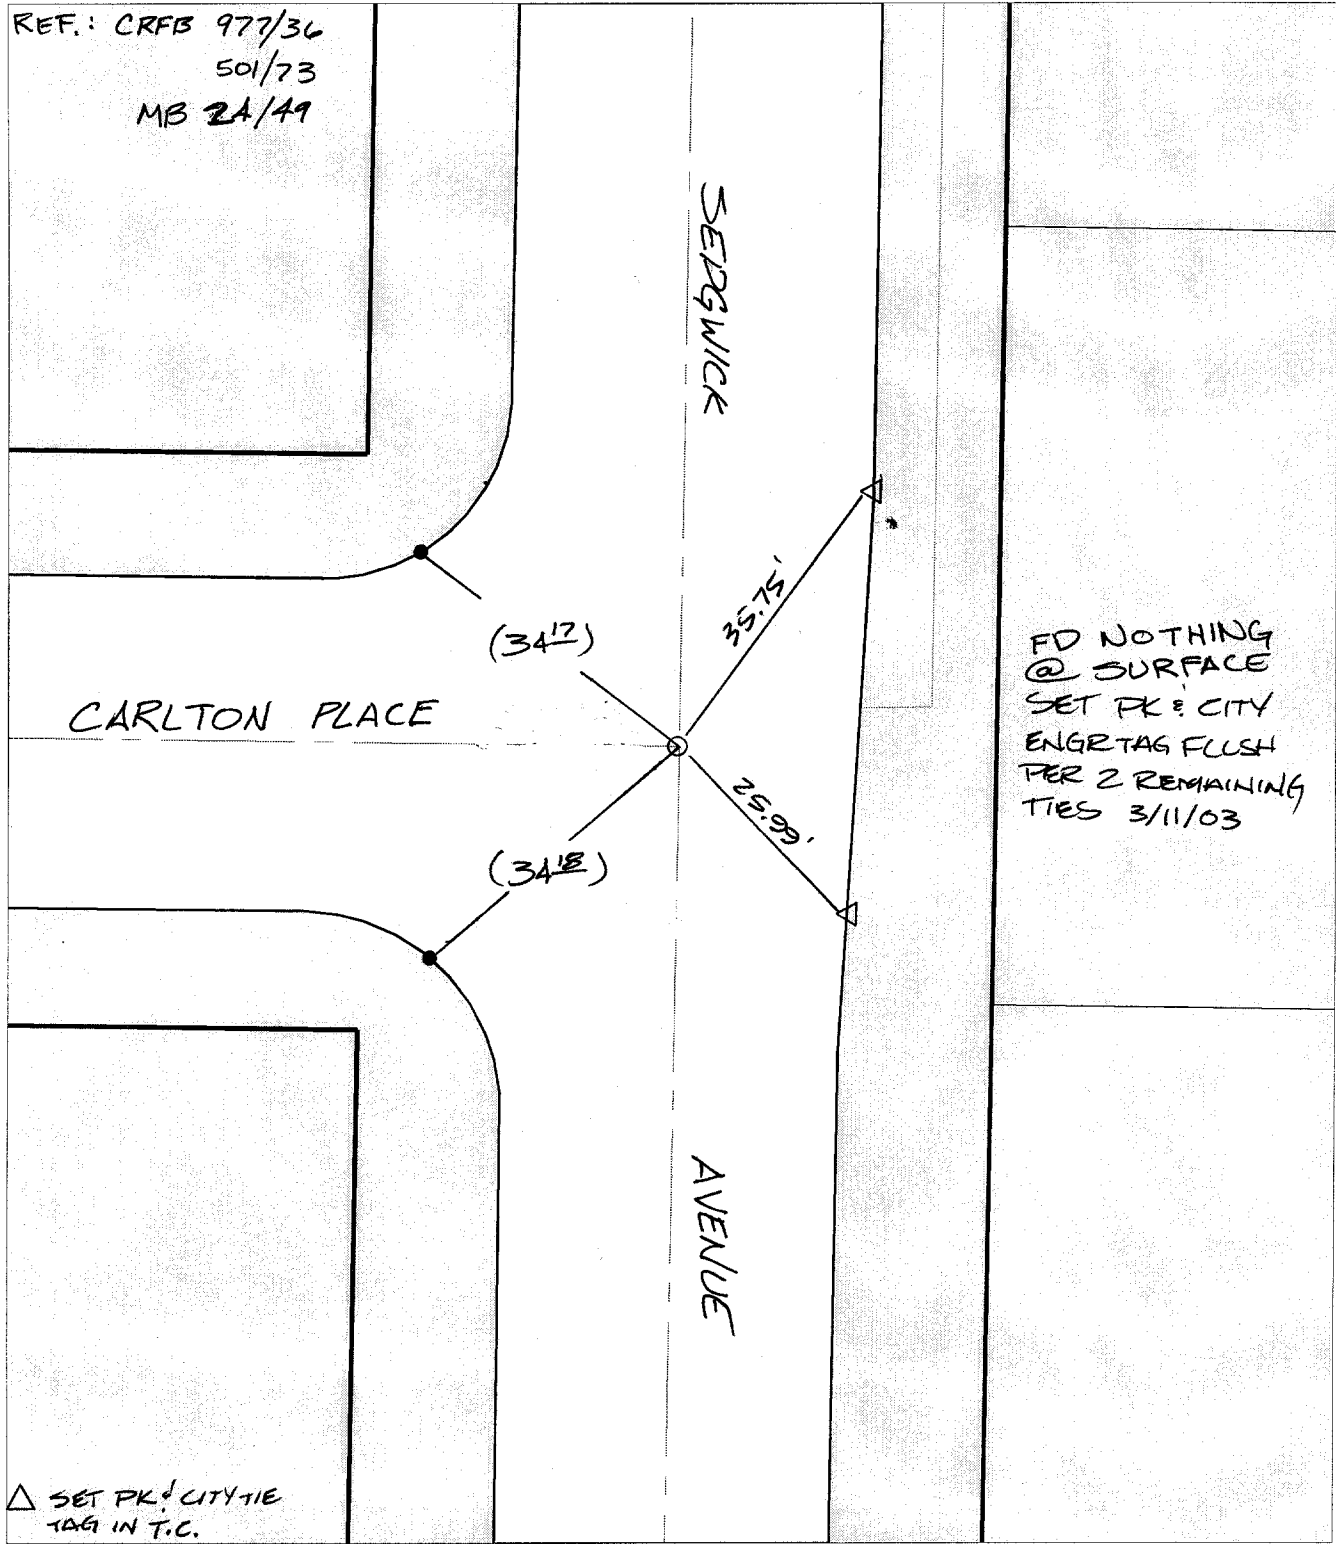 REF.: CRFB 977/36
501/73
MB 2A/49
SEDGWICK
35.75'
(34 17)
FD NOTHING
@ SURFACE
SET PK & CITY
ENGR TAG FLUSH
PER 2 REMAINING
TIES 3/11/03
CARLTON PLACE
25.99'
(34 18)
AVENUE
△ SET PK & CITY TIE
TAG IN T.C.